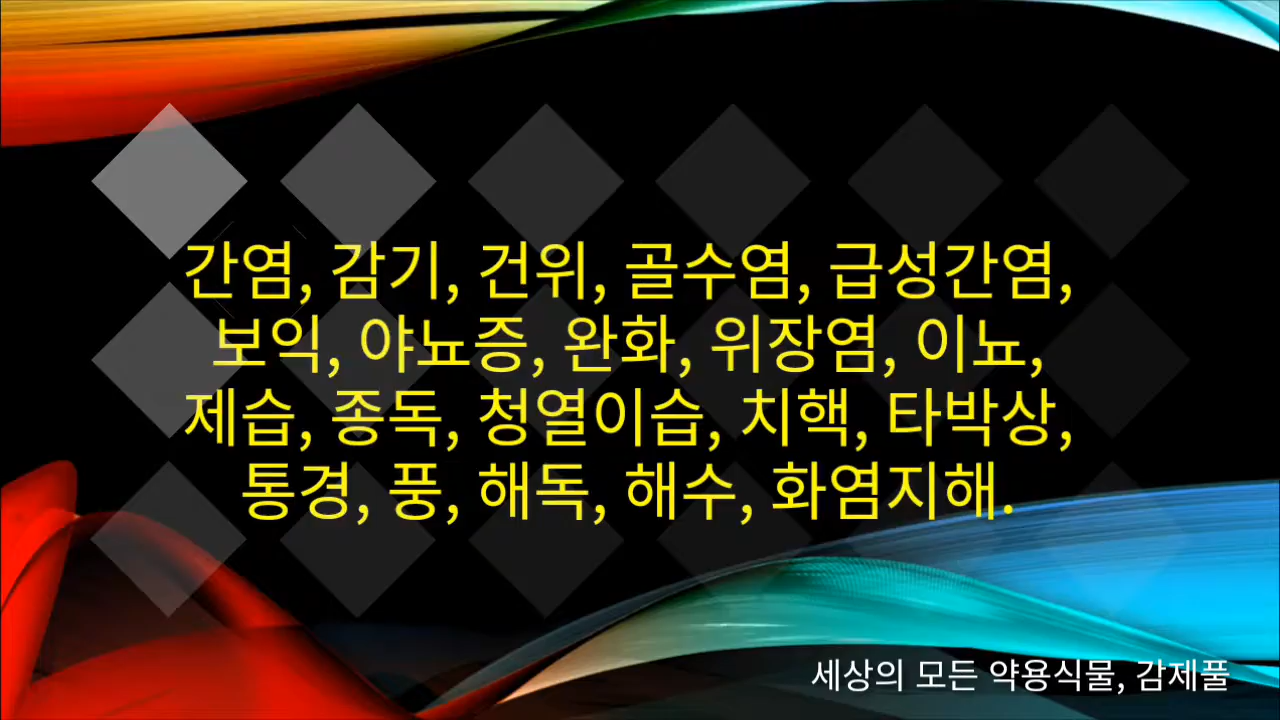 간염, 감기, 건위, 골수염, 급성간염,
보익, 야뇨증, 완화, 위장염, 이뇨,
제습, 종독, 청열이습, 치핵, 타박상,
통경, 풍, 해독, 해수, 화염지해.
세상의 모든 약용식물, 감제풀